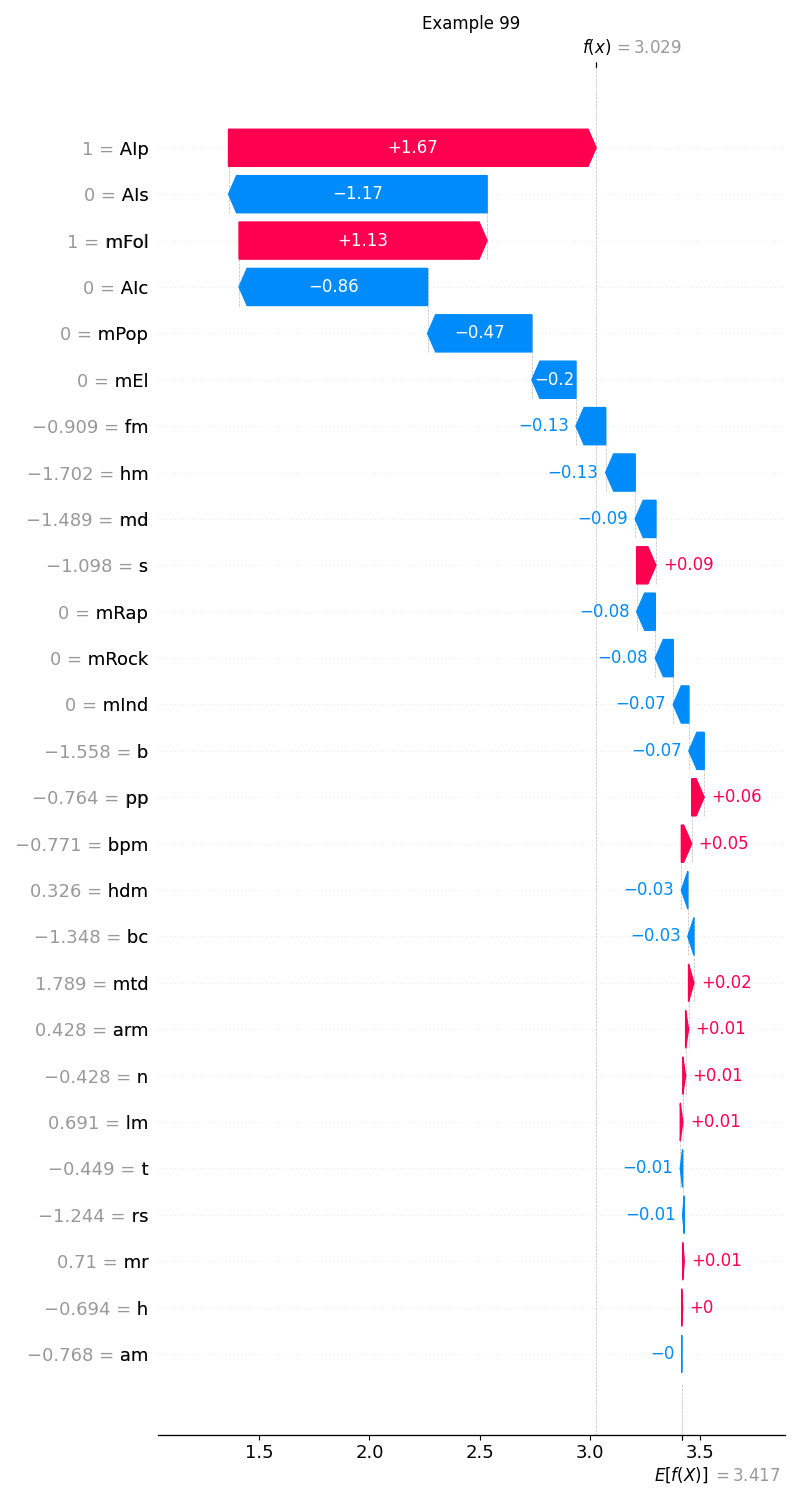 Example 99
f(x) = 3.029
1 = AIp +1.67
0 = AIs −1.17
1 = mFol +1.13
0 = AIc −0.86
0 = mPop −0.47
0 = mEl −0.2
−0.909 = fm −0.13
−1.702 = hm −0.13
−1.489 = md −0.09
−1.098 = s +0.09
0 = mRap −0.08
0 = mRock −0.08
0 = mInd −0.07
−1.558 = b −0.07
−0.764 = pp +0.06
−0.771 = bpm +0.05
0.326 = hdm −0.03
−1.348 = bc −0.03
1.789 = mtd +0.02
0.428 = arm +0.01
−0.428 = n +0.01
0.691 = lm +0.01
−0.449 = t −0.01
−1.244 = rs −0.01
0.71 = mr +0.01
−0.694 = h +0
−0.768 = am −0
1.5 2.0 2.5 3.0 3.5
E[f(X)] = 3.417